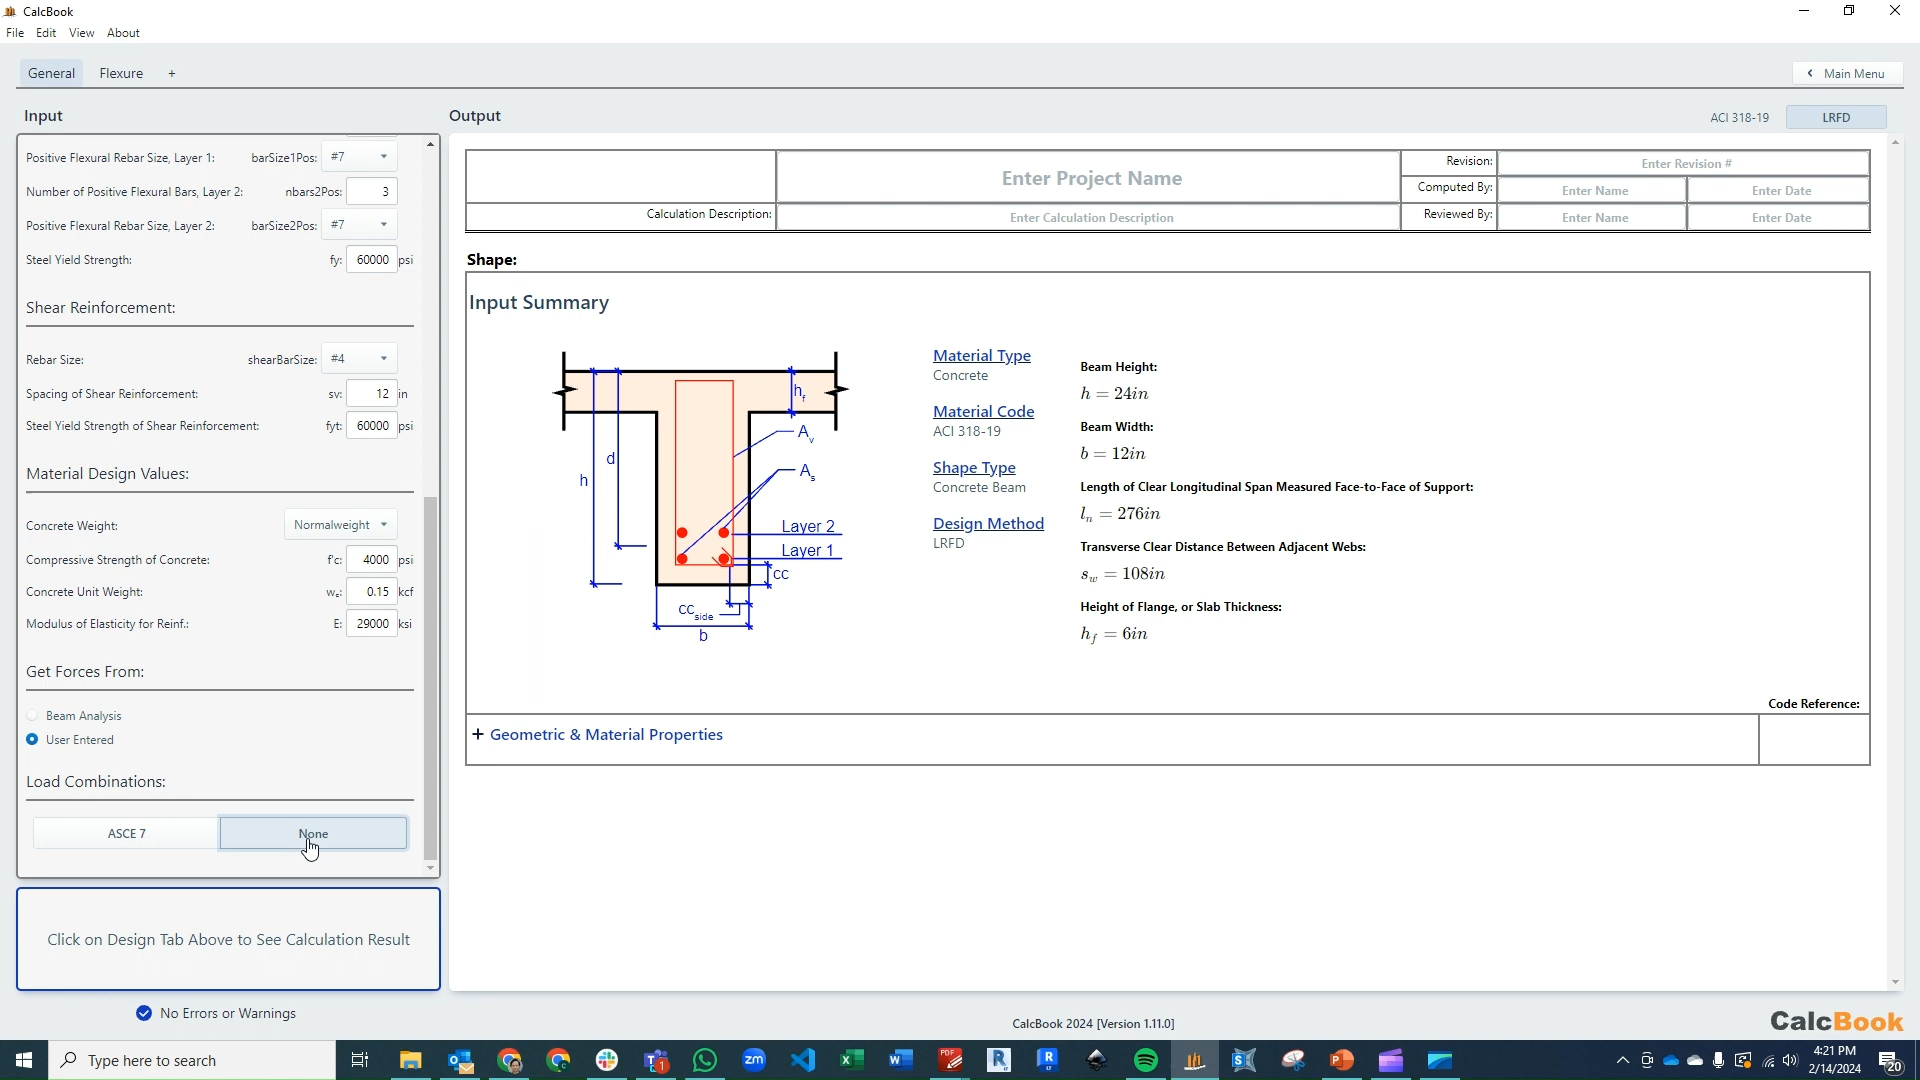 CalcBook
File Edit View About
General Flexure +
< Main Menu
Input
Output
ACI 318-19 LRFD
Positive Flexural Rebar Size, Layer 1: barSize1Pos: #7
Number of Positive Flexural Bars, Layer 2: nbars2Pos: 3
Positive Flexural Rebar Size, Layer 2: barSize2Pos: #7
Steel Yield Strength: fy: 60000 psi
Shear Reinforcement:
Rebar Size: shearBarSize: #4
Spacing of Shear Reinforcement: sv: 12 in
Steel Yield Strength of Shear Reinforcement: fyt: 60000 psi
Material Design Values:
Concrete Weight: Normalweight
Compressive Strength of Concrete: f'c: 4000 psi
Concrete Unit Weight: wc: 0.15 kcf
Modulus of Elasticity for Reinf.: E: 29000 ksi
Get Forces From:
Beam Analysis
User Entered
Load Combinations:
ASCE 7 None
Click on Design Tab Above to See Calculation Result
No Errors or Warnings
Enter Project Name
Revision: Enter Revision #
Computed By: Enter Name Enter Date
Calculation Description: Enter Calculation Description
Reviewed By: Enter Name Enter Date
Shape:
Input Summary
hf
Av
d
h
As
Layer 2
Layer 1
cc
ccside
b
Material Type
Concrete
Material Code
ACI 318-19
Shape Type
Concrete Beam
Design Method
LRFD
Beam Height:
h = 24in
Beam Width:
b = 12in
Length of Clear Longitudinal Span Measured Face-to-Face of Support:
ln = 276in
Transverse Clear Distance Between Adjacent Webs:
sw = 108in
Height of Flange, or Slab Thickness:
hf = 6in
Code Reference:
+ Geometric & Material Properties
CalcBook 2024 [Version 1.11.0]
CalcBook
Type here to search
4:21 PM
2/14/2024
20